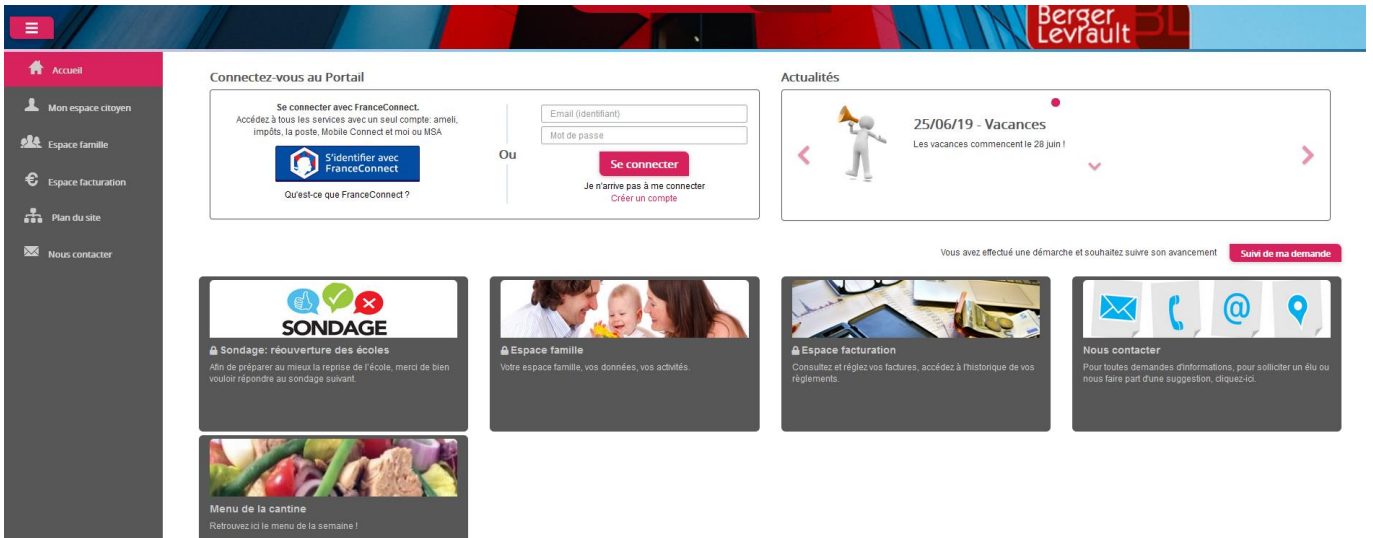 Berger
Levrault
Accueil
Mon espace citoyen
Espace famille
Espace facturation
Plan du site
Nous contacter
Connectez-vous au Portail
Se connecter avec FranceConnect.
Accédez à tous les services avec un seul compte: ameli,
impôts, la poste, Mobile Connect et moi ou MSA
S'identifier avec
FranceConnect
Qu'est-ce que FranceConnect ?
Ou
Email (identifiant)
Mot de passe
Se connecter
Je n'arrive pas à me connecter
Créer un compte
Actualités
25/06/19 - Vacances
Les vacances commencent le 28 juin !
Vous avez effectué une démarche et souhaitez suivre son avancement
Suivi de ma demande
SONDAGE
Sondage: réouverture des écoles
Afin de préparer au mieux la reprise de l'école, merci de bien
vouloir répondre au sondage suivant.
Espace famille
Votre espace famille, vos données, vos activités.
Espace facturation
Consultez et réglez vos factures, accédez à l'historique de vos
règlements.
Nous contacter
Pour toutes demandes d'informations, pour solliciter un élu ou
nous faire part d'une suggestion, cliquez-ici.
Menu de la cantine
Retrouvez ici le menu de la semaine !